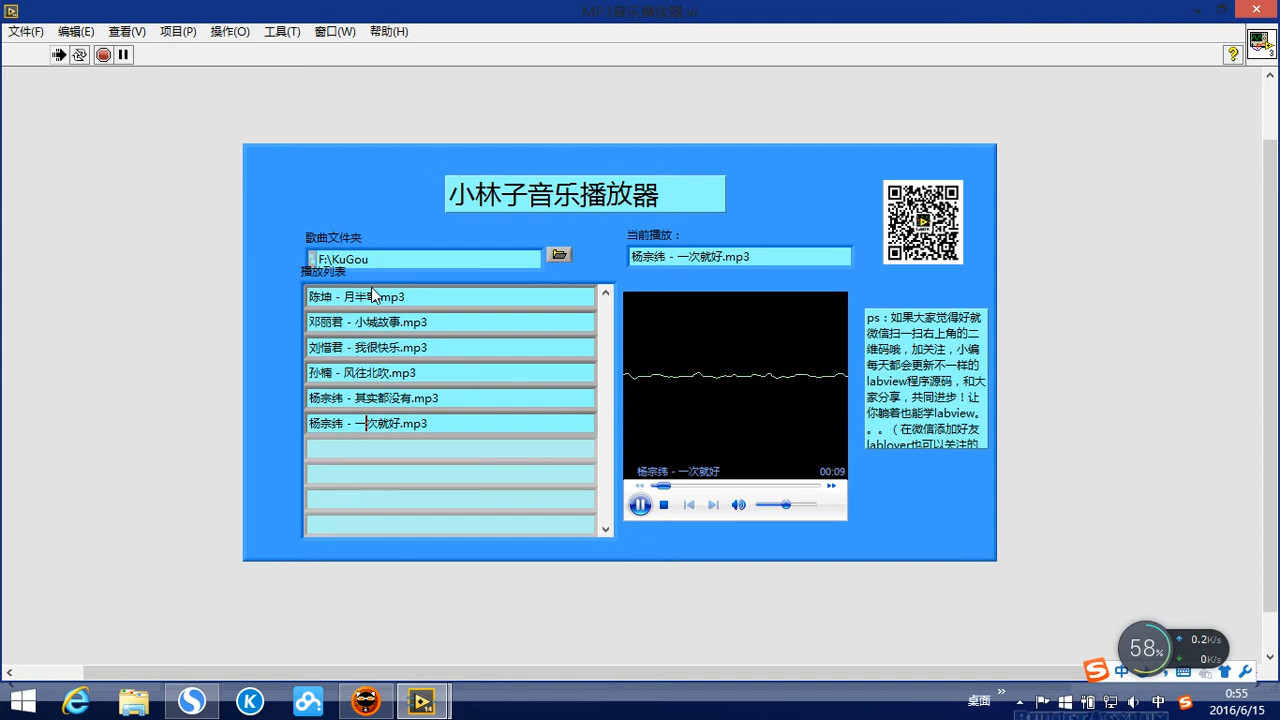 MP3音乐播放器.vi
文件(F) 编辑(E) 查看(V) 项目(P) 操作(O) 工具(T) 窗口(W) 帮助(H)
小林子音乐播放器
歌曲文件夹
F:\KuGou
当前播放：
杨宗纬 - 一次就好.mp3
播放列表
陈坤 - 月半弯.mp3
邓丽君 - 小城故事.mp3
刘惜君 - 我很快乐.mp3
孙楠 - 风往北吹.mp3
杨宗纬 - 其实都没有.mp3
杨宗纬 - 一次就好.mp3
杨宗纬 - 一次就好 00:09
ps：如果大家觉得好就
微信扫一扫右上角的二
维码哦，加关注，小编
每天都会更新不一样的
labview程序源码，和大
家分享，共同进步！让
你躺着也能学labview。
。。（在微信添加好友
lablover也可以关注的
58%
0.2K/s
0K/s
中
桌面
中
0:55
2016/6/15